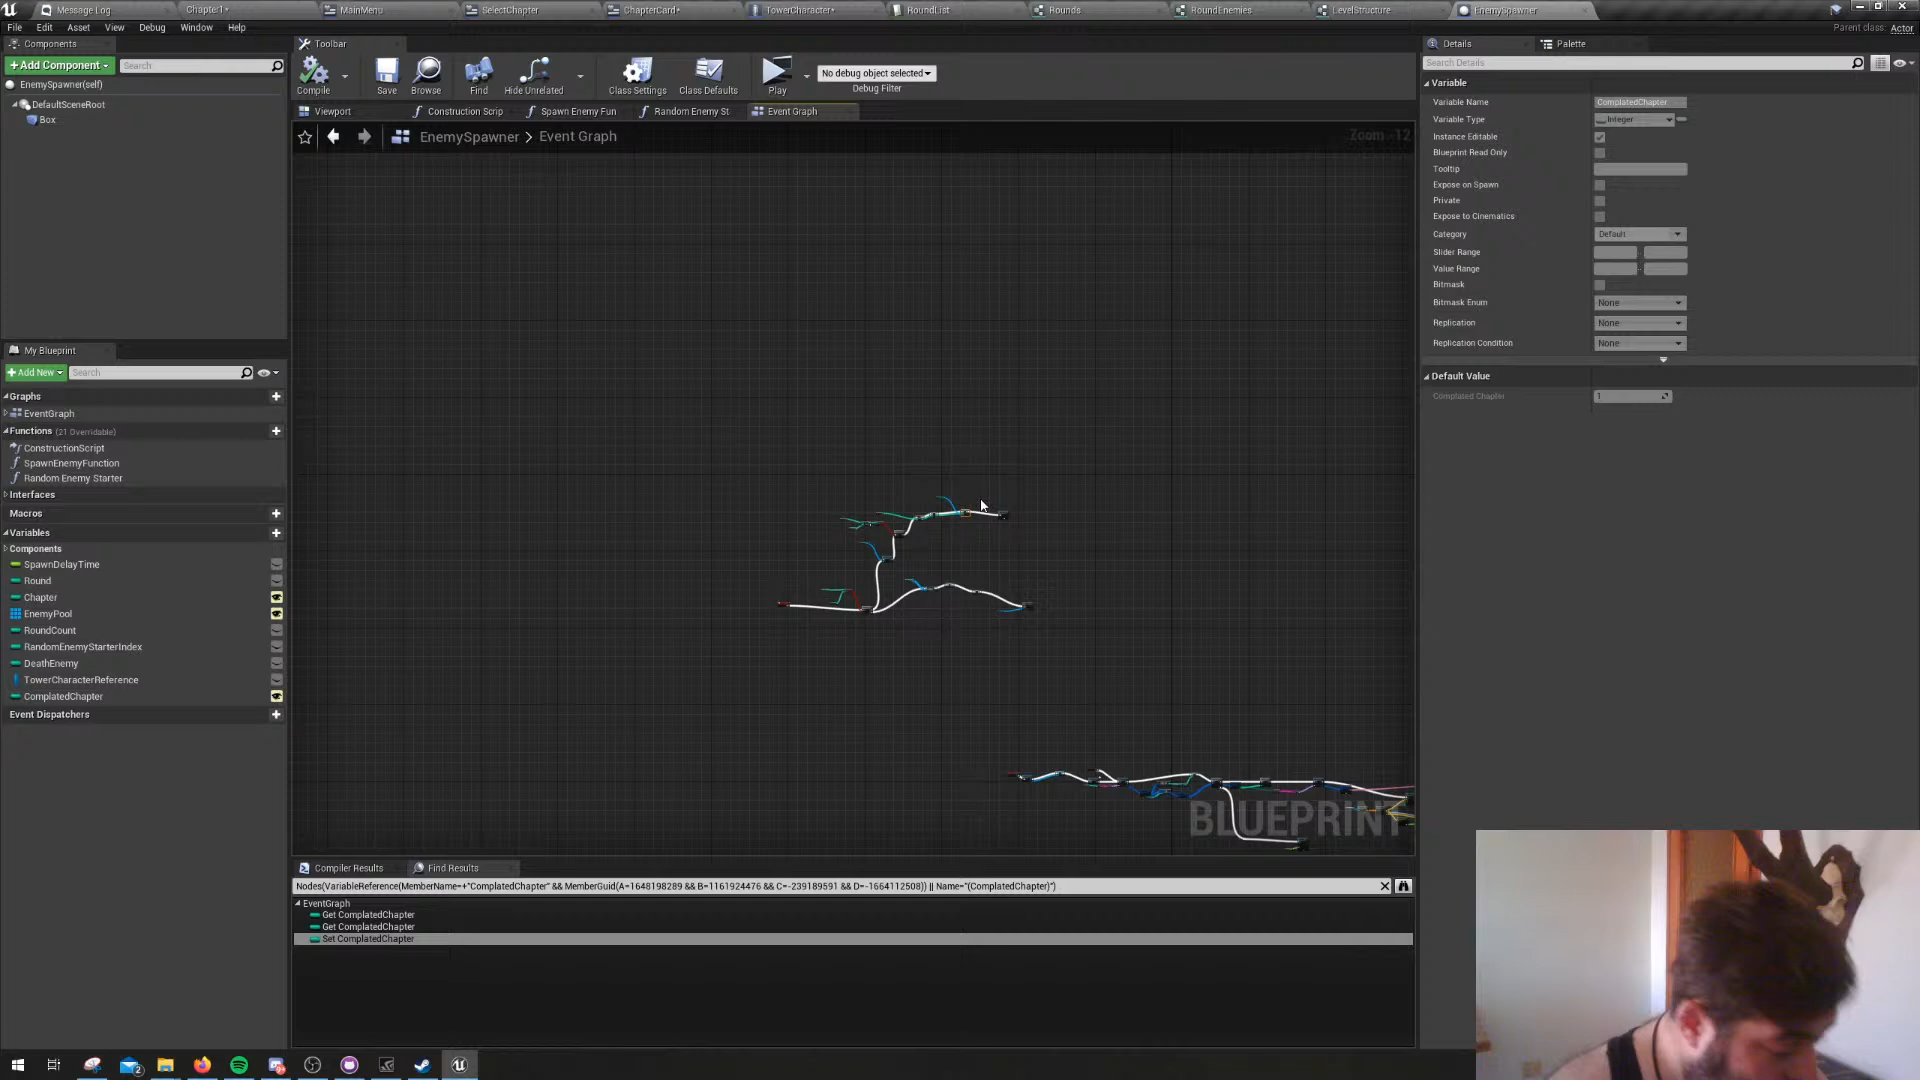 Message Log
Chapter1*
MainMenu
SelectChapter
ChapterCard*
TowerCharacter*
RoundList
Rounds
RoundEnemies
LevelStructure
EnemySpawner
File Edit Asset View Debug Window Help
Parent class: Actor
Components
+Add Component
Search
EnemySpawner(self)
DefaultSceneRoot
Box
Toolbar
Compile
Save
Browse
Find
Hide Unrelated
Class Settings
Class Defaults
Play
No debug object selected
Debug Filter
Viewport
Construction Scrip
Spawn Enemy Fun
Random Enemy St
Event Graph
EnemySpawner > Event Graph
Zoom -12
BLUEPRINT
My Blueprint
+Add New
Search
Graphs
EventGraph
Functions (21 Overridable)
ConstructionScript
SpawnEnemyFunction
Random Enemy Starter
Interfaces
Macros
Variables
Components
SpawnDelayTime
Round
Chapter
EnemyPool
RoundCount
RandomEnemyStarterIndex
DeathEnemy
TowerCharacterReference
ComplatedChapter
Event Dispatchers
Compiler Results
Find Results
Nodes(VariableReference(MemberName=+"ComplatedChapter" && MemberGuid(A=1648198289 && B=1161924476 && C=-239189591 && D=-1664112508)) || Name="(ComplatedChapter)")
EventGraph
Get ComplatedChapter
Get ComplatedChapter
Set ComplatedChapter
Details
Palette
Search Details
Variable
Variable Name ComplatedChapter
Variable Type Integer
Instance Editable
Blueprint Read Only
Tooltip
Expose on Spawn
Private
Expose to Cinematics
Category Default
Slider Range
Value Range
Bitmask
Bitmask Enum None
Replication None
Replication Condition None
Default Value
Complated Chapter 1
2